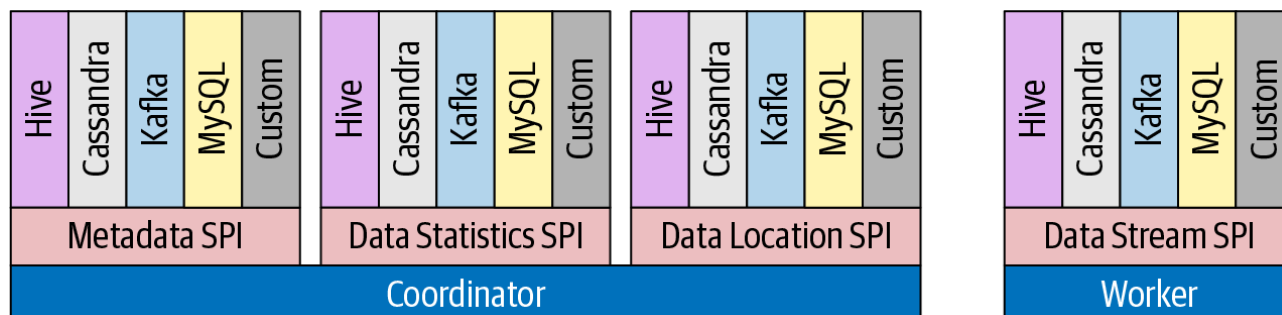 Hive
Cassandra
Kafka
MySQL
Custom
Hive
Cassandra
Kafka
MySQL
Custom
Hive
Cassandra
Kafka
MySQL
Custom
Hive
Cassandra
Kafka
MySQL
Custom
Metadata SPI
Data Statistics SPI
Data Location SPI
Data Stream SPI
Coordinator
Worker